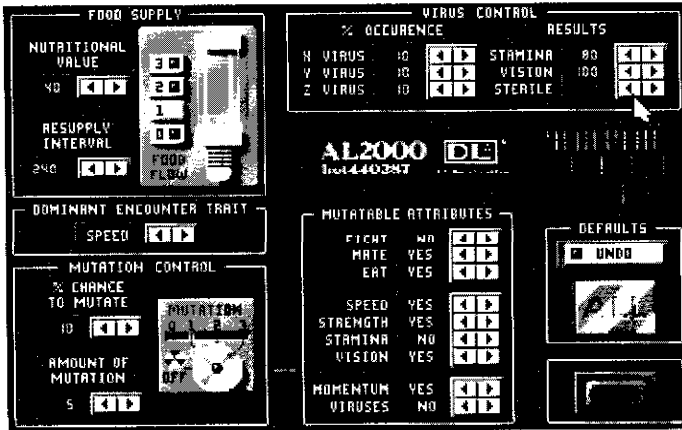 FOOD SUPPLY
NUTRITIONAL
VALUE
40
RESUPPLY
INTERVAL
240
3
2
1
0
FOOD
FLOW
VIRUS CONTROL
% OCCURENCE RESULTS
X VIRUS 10 STAMINA 80
Y VIRUS 10 VISION 100
Z VIRUS 10 STERILE
AL2000 DL
DOMINANT ENCOUNTER TRAIT
SPEED
MUTATION CONTROL
% CHANCE
TO MUTATE
10
AMOUNT OF
MUTATION
5
MUTATION
0 1 2 3
OFF
MUTATABLE ATTRIBUTES
FIGHT NO
MATE YES
EAT YES
SPEED YES
STRENGTH YES
STAMINA NO
VISION YES
MOMENTUM YES
VIRUSES NO
DEFAULTS
UNDO